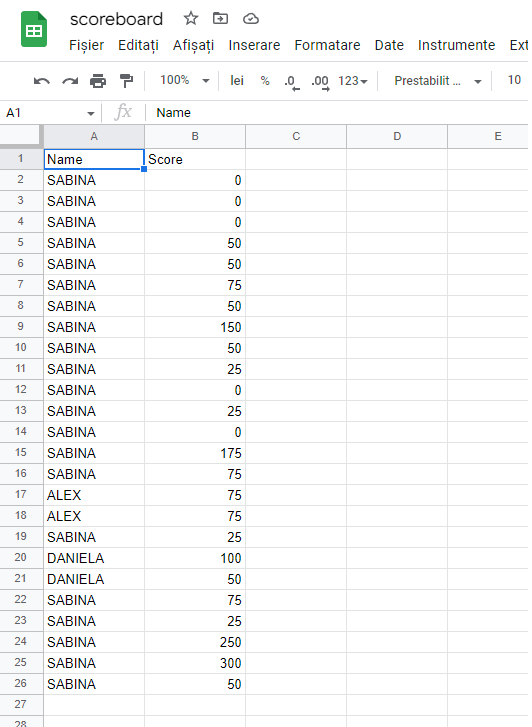 scoreboard
Fișier Editați Afișați Inserare Formatare Date Instrumente Ext
100% lei % .0 .00 123 Prestabilit ... 10
A1 fx Name
A B C D E
1 Name Score
2 SABINA 0
3 SABINA 0
4 SABINA 0
5 SABINA 50
6 SABINA 50
7 SABINA 75
8 SABINA 50
9 SABINA 150
10 SABINA 50
11 SABINA 25
12 SABINA 0
13 SABINA 25
14 SABINA 0
15 SABINA 175
16 SABINA 75
17 ALEX 75
18 ALEX 75
19 SABINA 25
20 DANIELA 100
21 DANIELA 50
22 SABINA 75
23 SABINA 25
24 SABINA 250
25 SABINA 300
26 SABINA 50
27
28